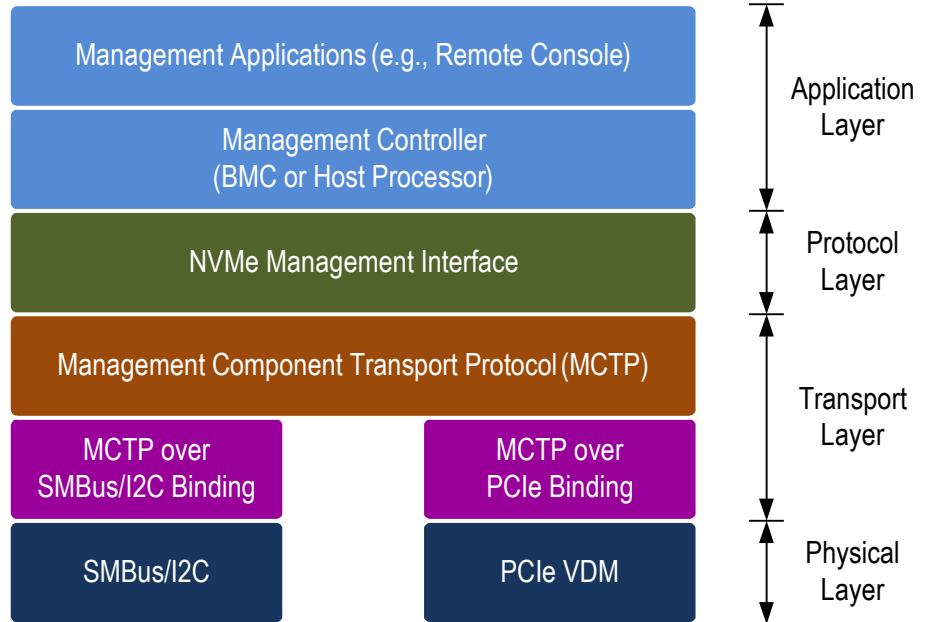 Management Applications (e.g., Remote Console)
Application
Layer
Management Controller
(BMC or Host Processor)
NVMe Management Interface
Protocol
Layer
Management Component Transport Protocol (MCTP)
Transport
Layer
MCTP over
SMBus/I2C Binding
MCTP over
PCIe Binding
SMBus/I2C
PCIe VDM
Physical
Layer